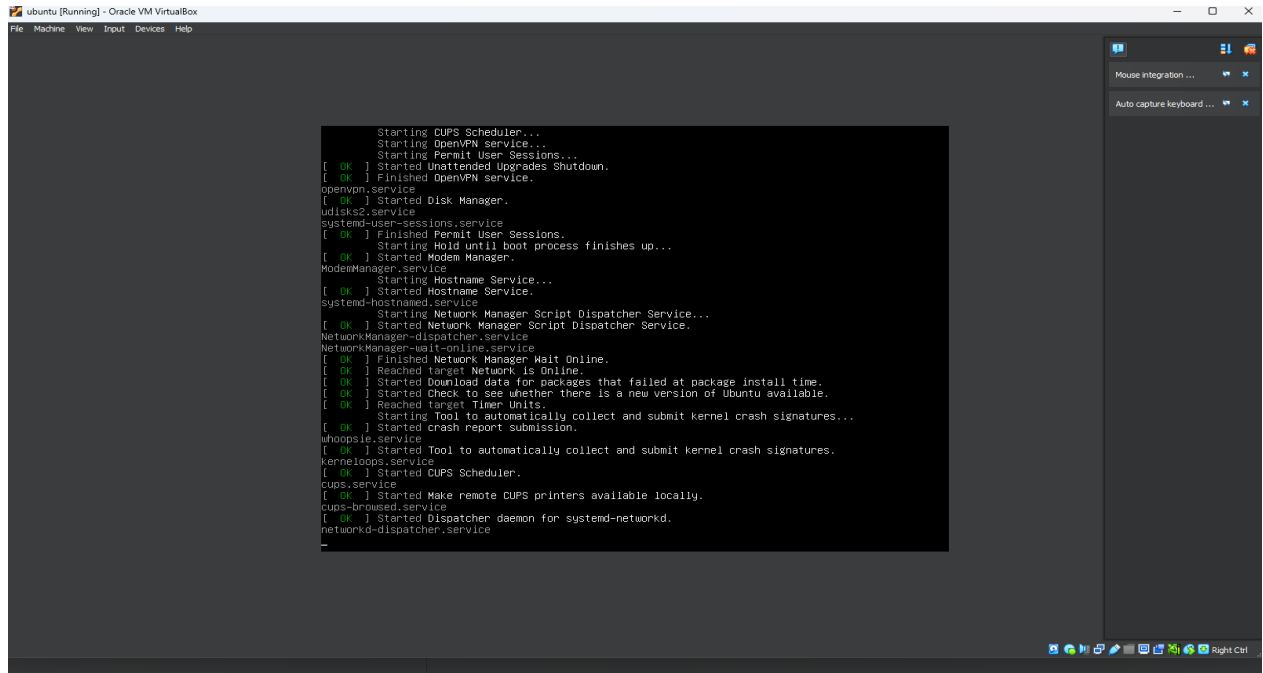 ubuntu [Running] - Oracle VM VirtualBox
File Machine View Input Devices Help
Mouse integration ...
Auto capture keyboard ...
Starting CUPS Scheduler...
Starting OpenVPN service...
Starting Permit User Sessions...
[ OK ] Started Unattended Upgrades Shutdown.
[ OK ] Finished OpenVPN service.
openvpn.service
[ OK ] Started Disk Manager.
udisks2.service
systemd-user-sessions.service
[ OK ] Finished Permit User Sessions.
Starting Hold until boot process finishes up...
[ OK ] Started Modem Manager.
ModemManager.service
Starting Hostname Service...
[ OK ] Started Hostname Service.
systemd-hostnamed.service
Starting Network Manager Script Dispatcher Service...
[ OK ] Started Network Manager Script Dispatcher Service.
NetworkManager-dispatcher.service
NetworkManager-wait-online.service
[ OK ] Finished Network Manager Wait Online.
[ OK ] Reached target Network is Online.
[ OK ] Started Download data for packages that failed at package install time.
[ OK ] Started Check to see whether there is a new version of Ubuntu available.
[ OK ] Reached target Timer Units.
Starting Tool to automatically collect and submit kernel crash signatures...
[ OK ] Started crash report submission.
whoopsie.service
[ OK ] Started Tool to automatically collect and submit kernel crash signatures.
kerneloops.service
[ OK ] Started CUPS Scheduler.
cups.service
[ OK ] Started Make remote CUPS printers available locally.
cups-browsed.service
[ OK ] Started Dispatcher daemon for systemd-networkd.
networkd-dispatcher.service
Right Ctrl